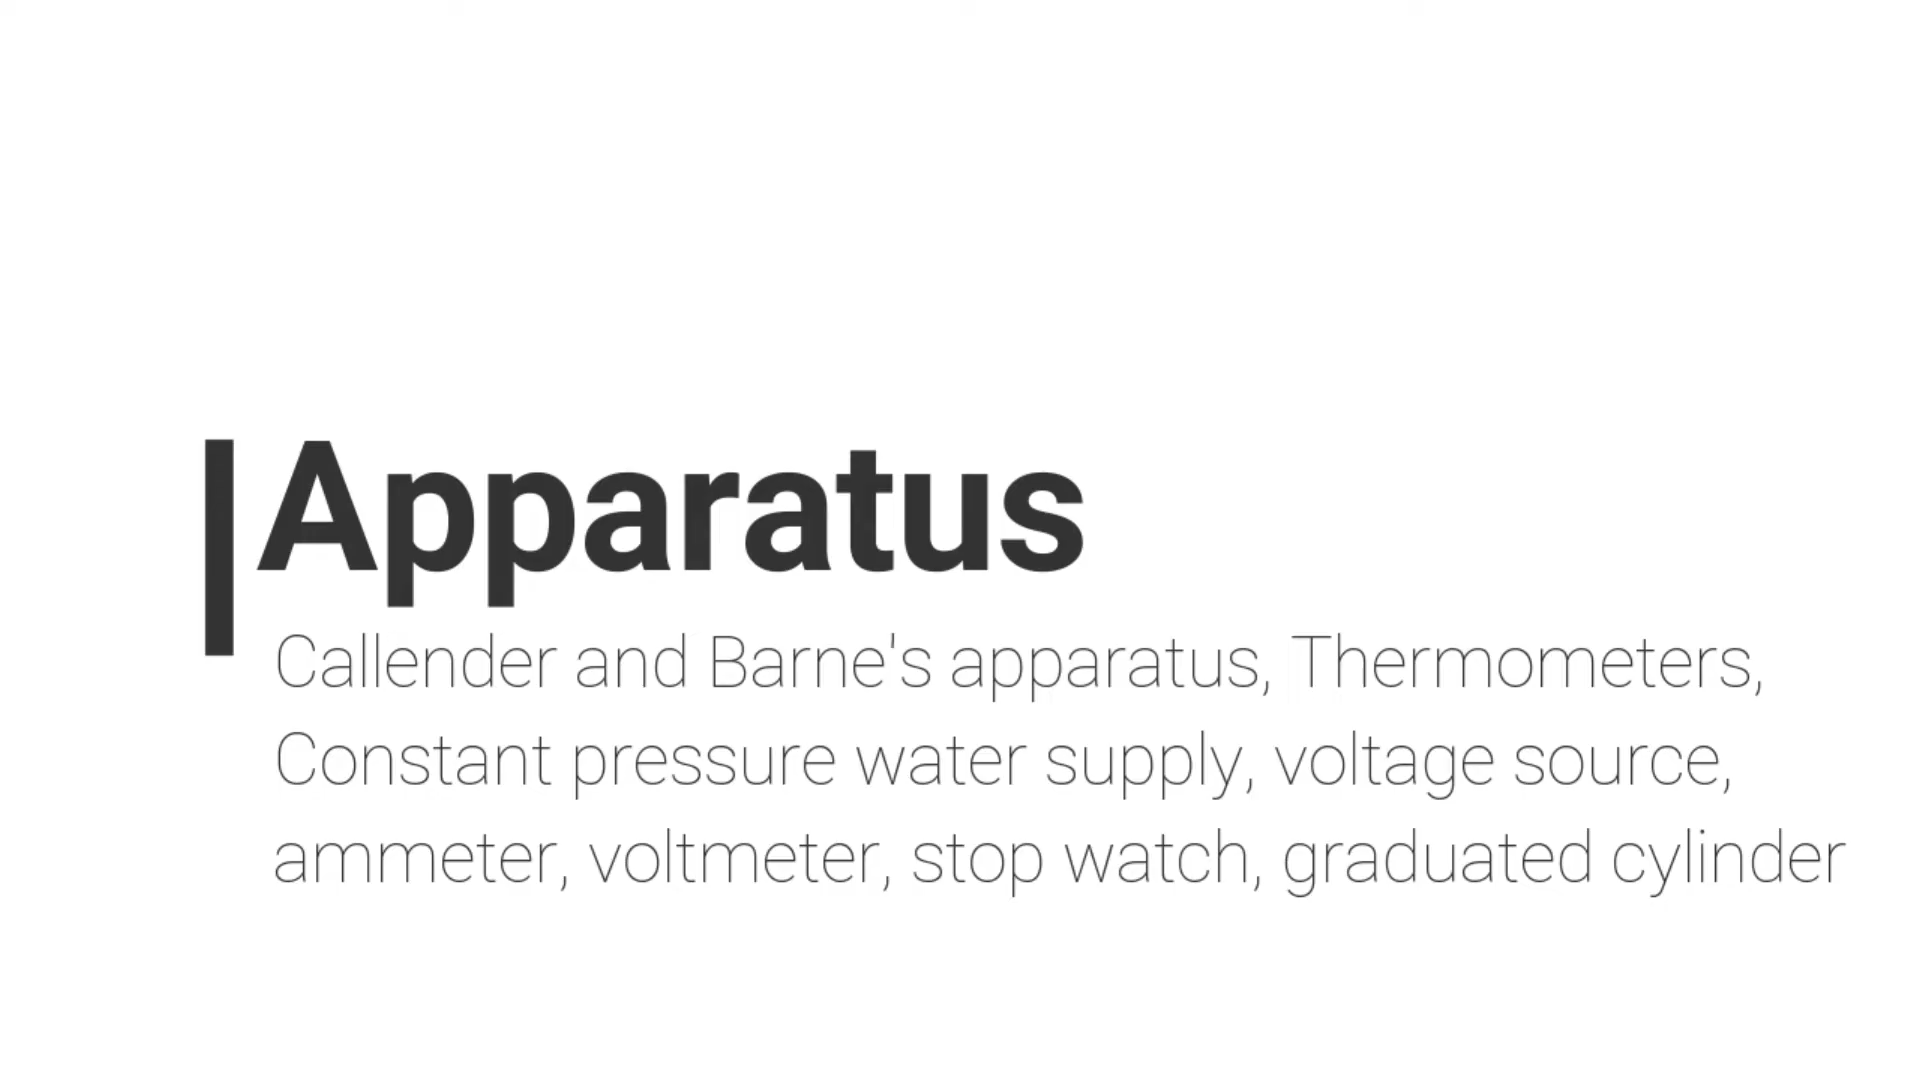 Apparatus
Callender and Barne's apparatus, Thermometers,
Constant pressure water supply, voltage source,
ammeter, voltmeter, stop watch, graduated cylinder